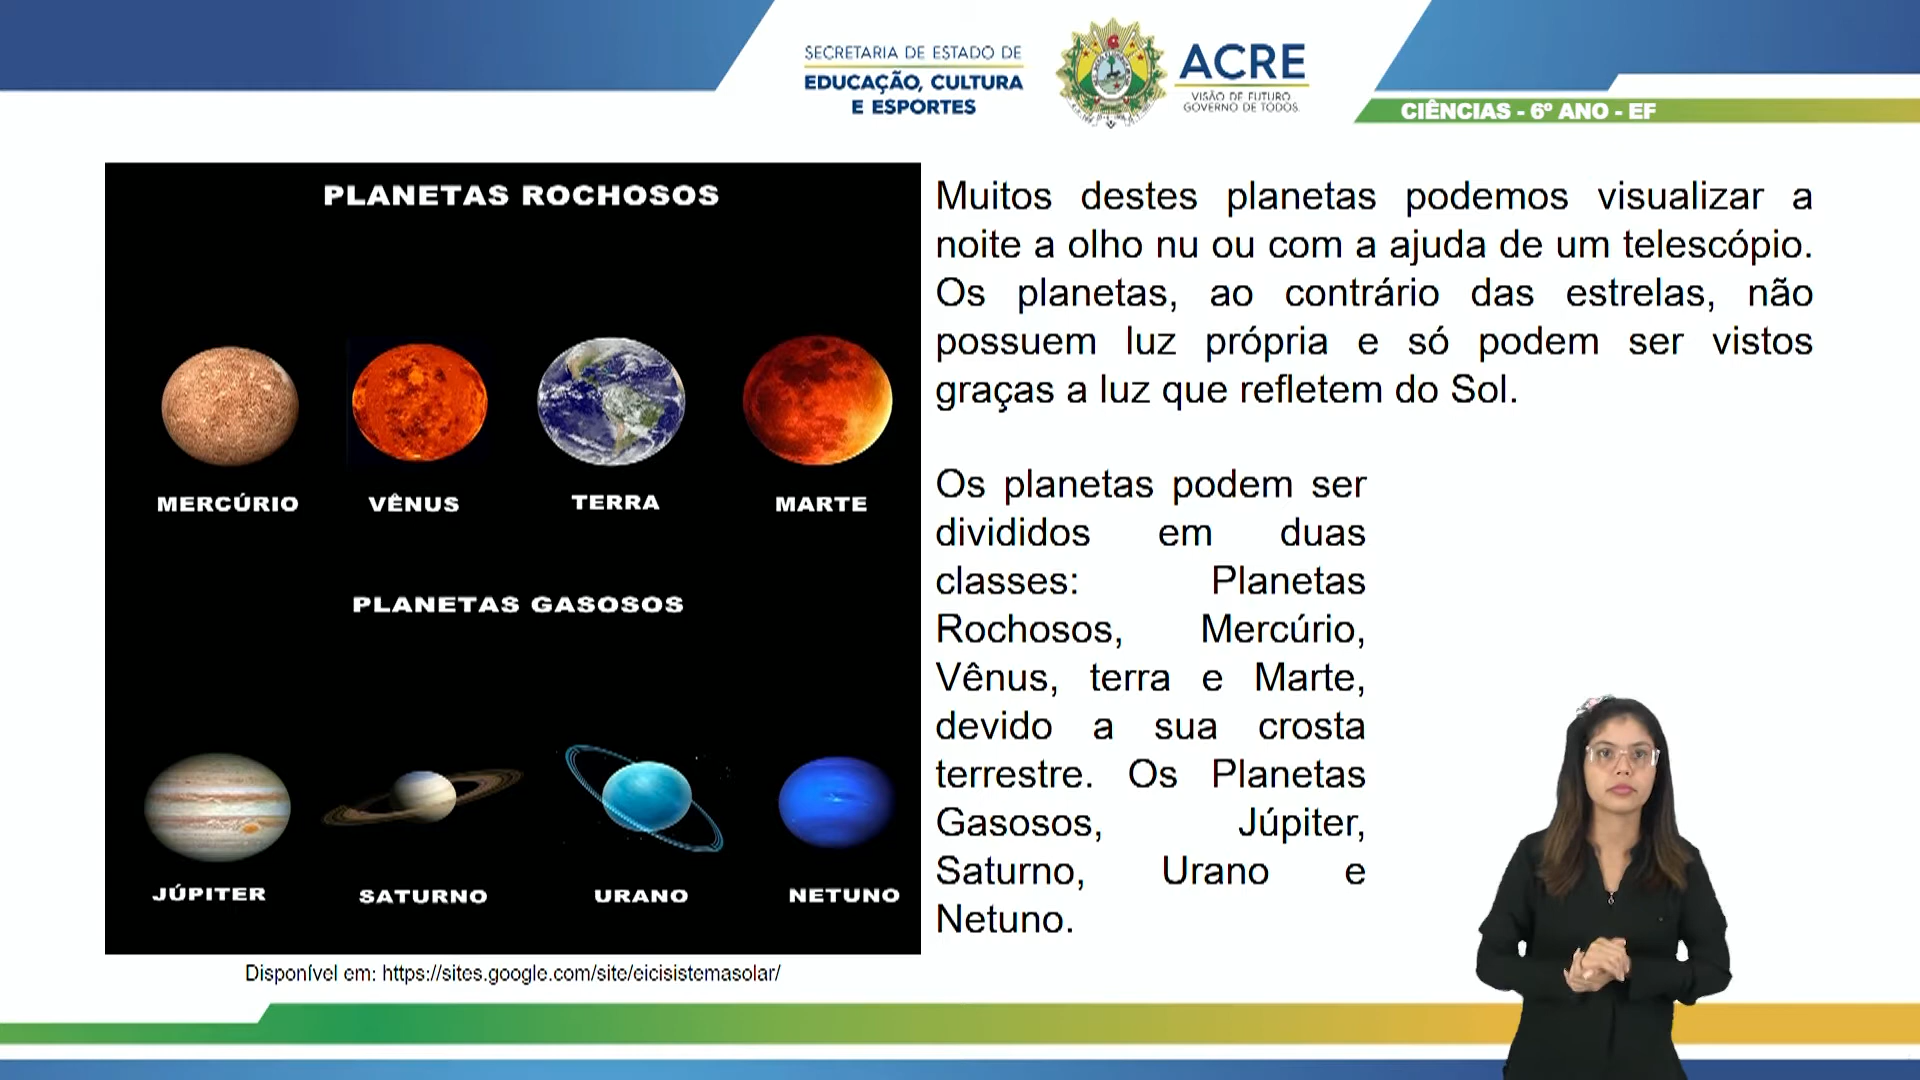 SECRETARIA DE ESTADO DE
EDUCAÇÃO, CULTURA
E ESPORTES
ACRE
VISÃO DE FUTURO
GOVERNO DE TODOS
CIÊNCIAS - 6º ANO - EF
PLANETAS ROCHOSOS
MERCÚRIO
VÊNUS
TERRA
MARTE
PLANETAS GASOSOS
JÚPITER
SATURNO
URANO
NETUNO
Disponível em: https://sites.google.com/site/eicisistemasolar/
Muitos destes planetas podemos visualizar a
noite a olho nu ou com a ajuda de um telescópio.
Os planetas, ao contrário das estrelas, não
possuem luz própria e só podem ser vistos
graças a luz que refletem do Sol.
Os planetas podem ser
divididos em duas
classes: Planetas
Rochosos, Mercúrio,
Vênus, terra e Marte,
devido a sua crosta
terrestre. Os Planetas
Gasosos, Júpiter,
Saturno, Urano e
Netuno.